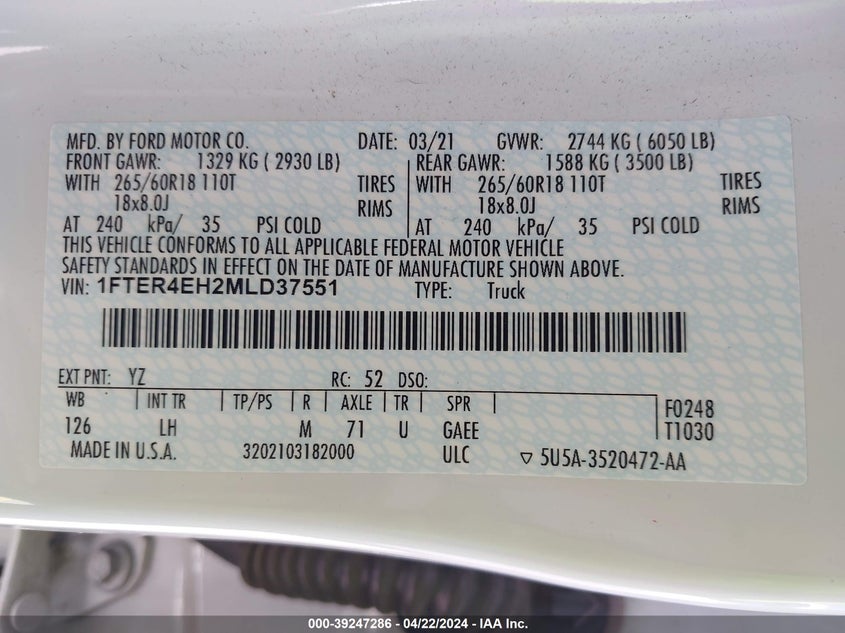 MFD. BY FORD MOTOR CO. DATE: 03/21 GVWR: 2744 KG ( 6050 LB)
FRONT GAWR: 1329 KG ( 2930 LB) REAR GAWR: 1588 KG ( 3500 LB)
WITH 265/60R18 110T TIRES WITH 265/60R18 110T TIRES
18x8.0J RIMS 18x8.0J RIMS
AT 240 kPa/ 35 PSI COLD AT 240 kPa/ 35 PSI COLD
THIS VEHICLE CONFORMS TO ALL APPLICABLE FEDERAL MOTOR VEHICLE
SAFETY STANDARDS IN EFFECT ON THE DATE OF MANUFACTURE SHOWN ABOVE.
VIN: 1FTER4EH2MLD37551 TYPE: Truck
EXT PNT: YZ RC: 52 DSO:
WB INT TR TP/PS R AXLE TR SPR F0248
126 LH M 71 U GAEE T1030
MADE IN U.S.A. 3202103182000 ULC ▽ 5U5A-3520472-AA
000-39247286 - 04/22/2024 - IAA Inc.